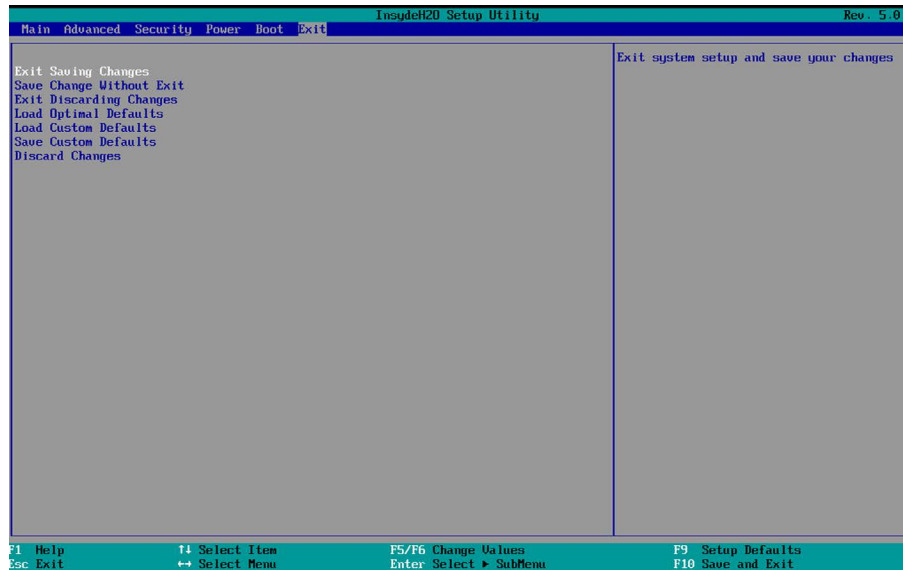 InsydeH2O Setup Utility Rev. 5.0
Main Advanced Security Power Boot Exit
Exit Saving Changes
Save Change Without Exit
Exit Discarding Changes
Load Optimal Defaults
Load Custom Defaults
Save Custom Defaults
Discard Changes
Exit system setup and save your changes
F1 Help ↑↓ Select Item F5/F6 Change Values F9 Setup Defaults
Esc Exit ←→ Select Menu Enter Select ▶ SubMenu F10 Save and Exit